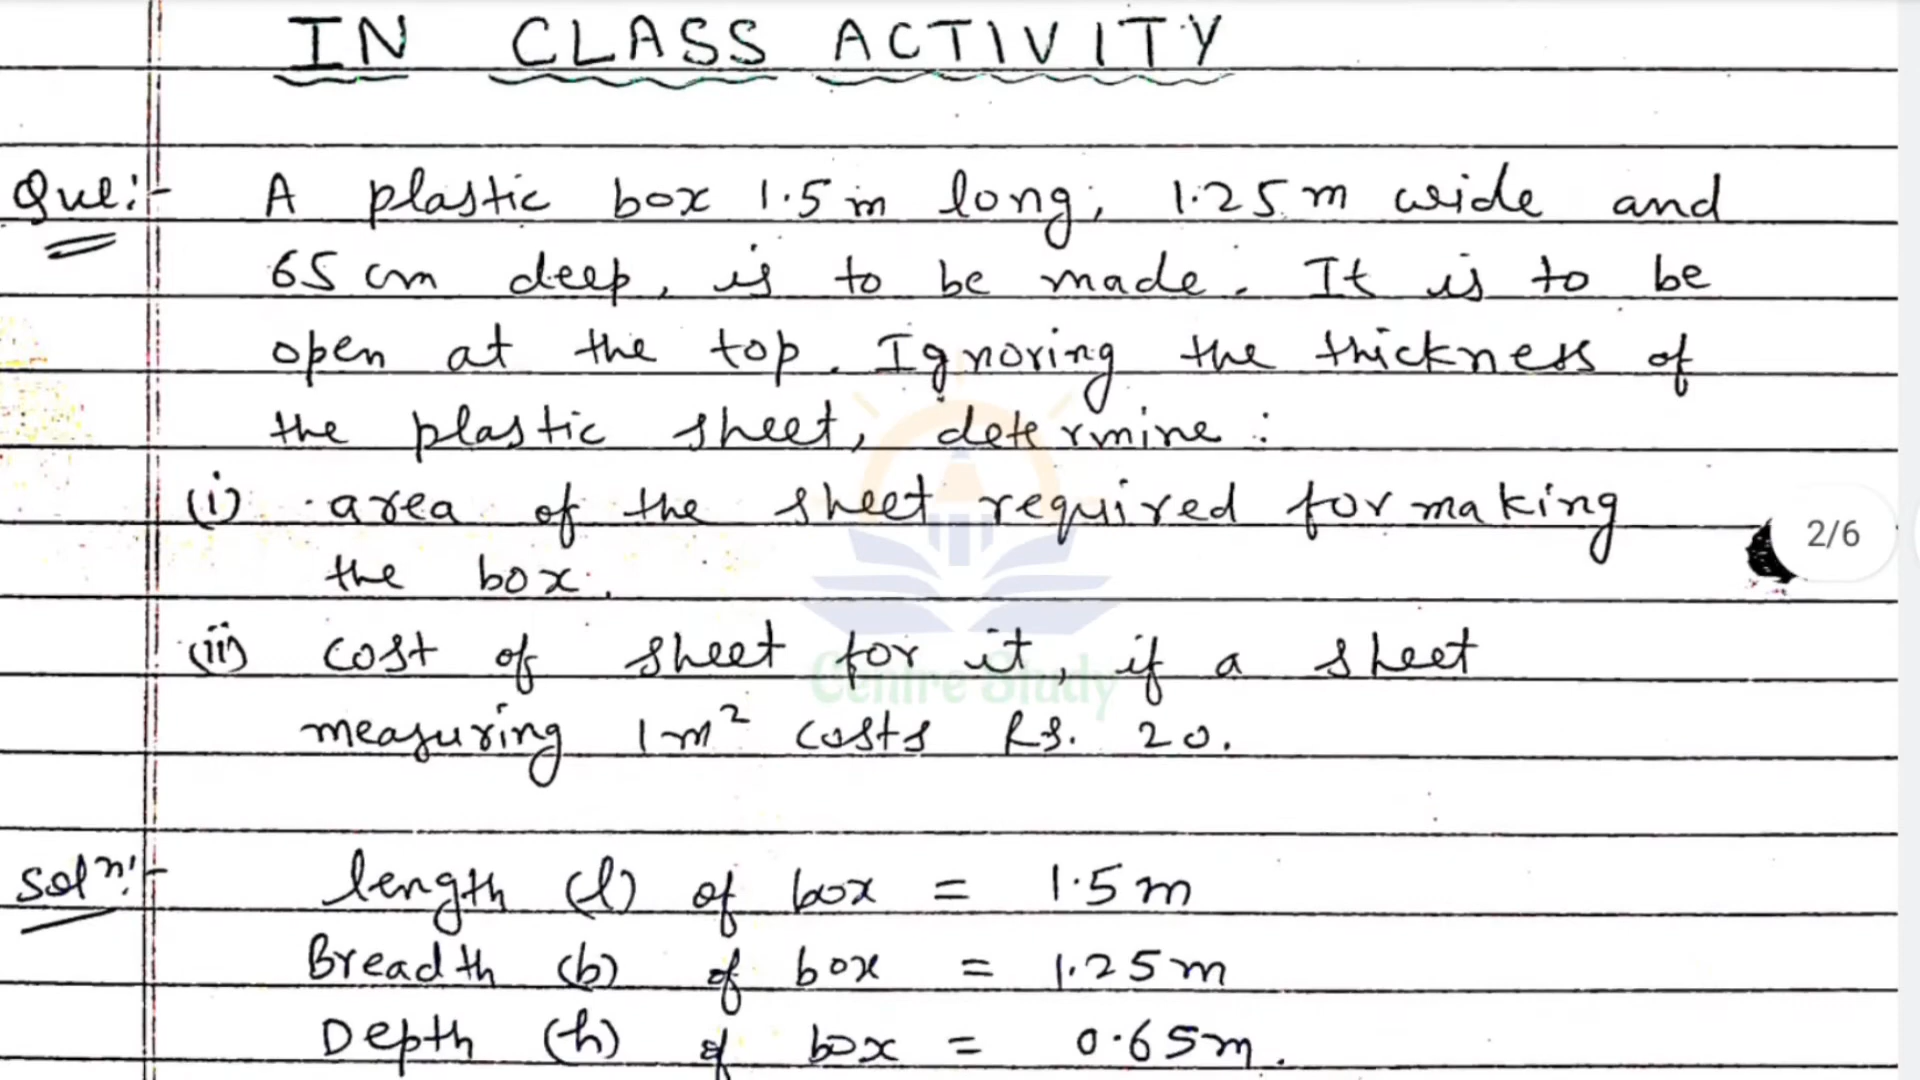 IN CLASS ACTIVITY
Que:- A plastic box 1.5 m long, 1.25 m wide and
65 cm deep, is to be made. It is to be
open at the top. Ignoring the thickness of
the plastic sheet, determine:
(i) area of the sheet required for making
2/6
the box.
(ii) cost of sheet for it, if a sheet
Centre Study
measuring 1 m² costs Rs. 20.
Solⁿ:- length (l) of box = 1.5 m
Breadth (b) of box = 1.25 m
Depth (h) of box = 0.65 m.